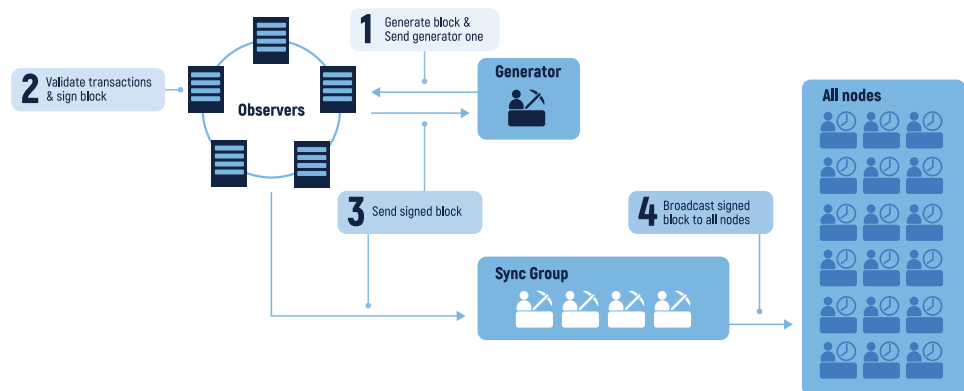 1 Generate block &
Send generator one
2 Validate transactions
& sign block
Observers
Generator
All nodes
3 Send signed block
4 Broadcast signed
block to all nodes
Sync Group